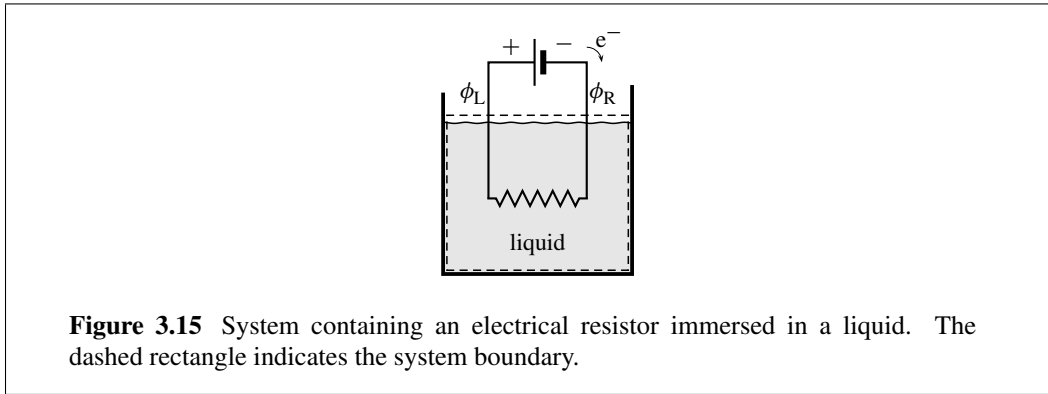 + − e−
ϕL ϕR
liquid
Figure 3.15 System containing an electrical resistor immersed in a liquid. The
dashed rectangle indicates the system boundary.